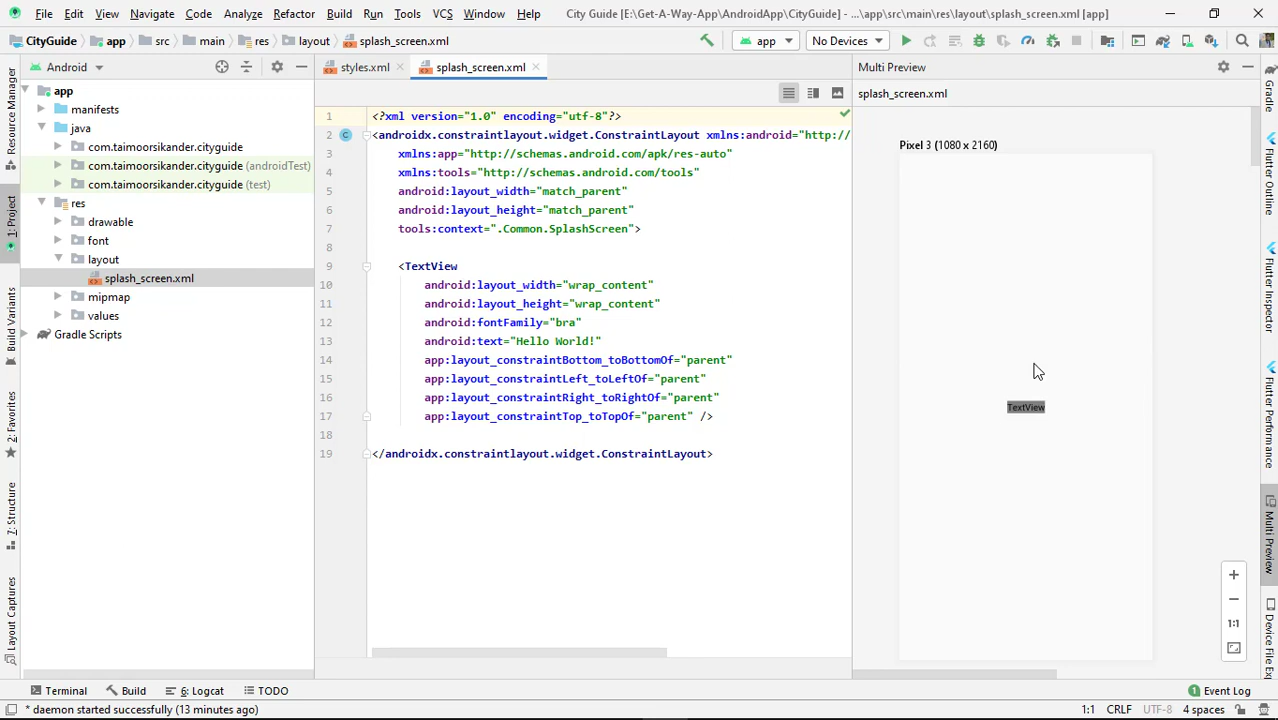 File Edit View Navigate Code Analyze Refactor Build Run Tools VCS Window Help City Guide [E:\Get-A-Way-App\AndroidApp\CityGuide] - ...\app\src\main\res\layout\splash_screen.xml [app]
CityGuide app src main res layout splash_screen.xml app No Devices
Android styles.xml splash_screen.xml Multi Preview
splash_screen.xml
app
manifests
java
com.taimoorsikander.cityguide
com.taimoorsikander.cityguide (androidTest)
com.taimoorsikander.cityguide (test)
res
drawable
font
layout
splash_screen.xml
mipmap
values
Gradle Scripts
1 <?xml version="1.0" encoding="utf-8"?>
2 <androidx.constraintlayout.widget.ConstraintLayout xmlns:android="http://
3 xmlns:app="http://schemas.android.com/apk/res-auto"
4 xmlns:tools="http://schemas.android.com/tools"
5 android:layout_width="match_parent"
6 android:layout_height="match_parent"
7 tools:context=".Common.SplashScreen">
8
9 <TextView
10 android:layout_width="wrap_content"
11 android:layout_height="wrap_content"
12 android:fontFamily="bra"
13 android:text="Hello World!"
14 app:layout_constraintBottom_toBottomOf="parent"
15 app:layout_constraintLeft_toLeftOf="parent"
16 app:layout_constraintRight_toRightOf="parent"
17 app:layout_constraintTop_toTopOf="parent" />
18
19 </androidx.constraintlayout.widget.ConstraintLayout>
Pixel 3 (1080 x 2160)
TextView
1:1
Resource Manager
1: Project
Build Variants
2: Favorites
Z: Structure
Layout Captures
Gradle
Flutter Outline
Flutter Inspector
Flutter Performance
Multi Preview
Device File Ex
Terminal Build 6: Logcat TODO 1 Event Log
* daemon started successfully (13 minutes ago) 1:1 CRLF UTF-8 4 spaces